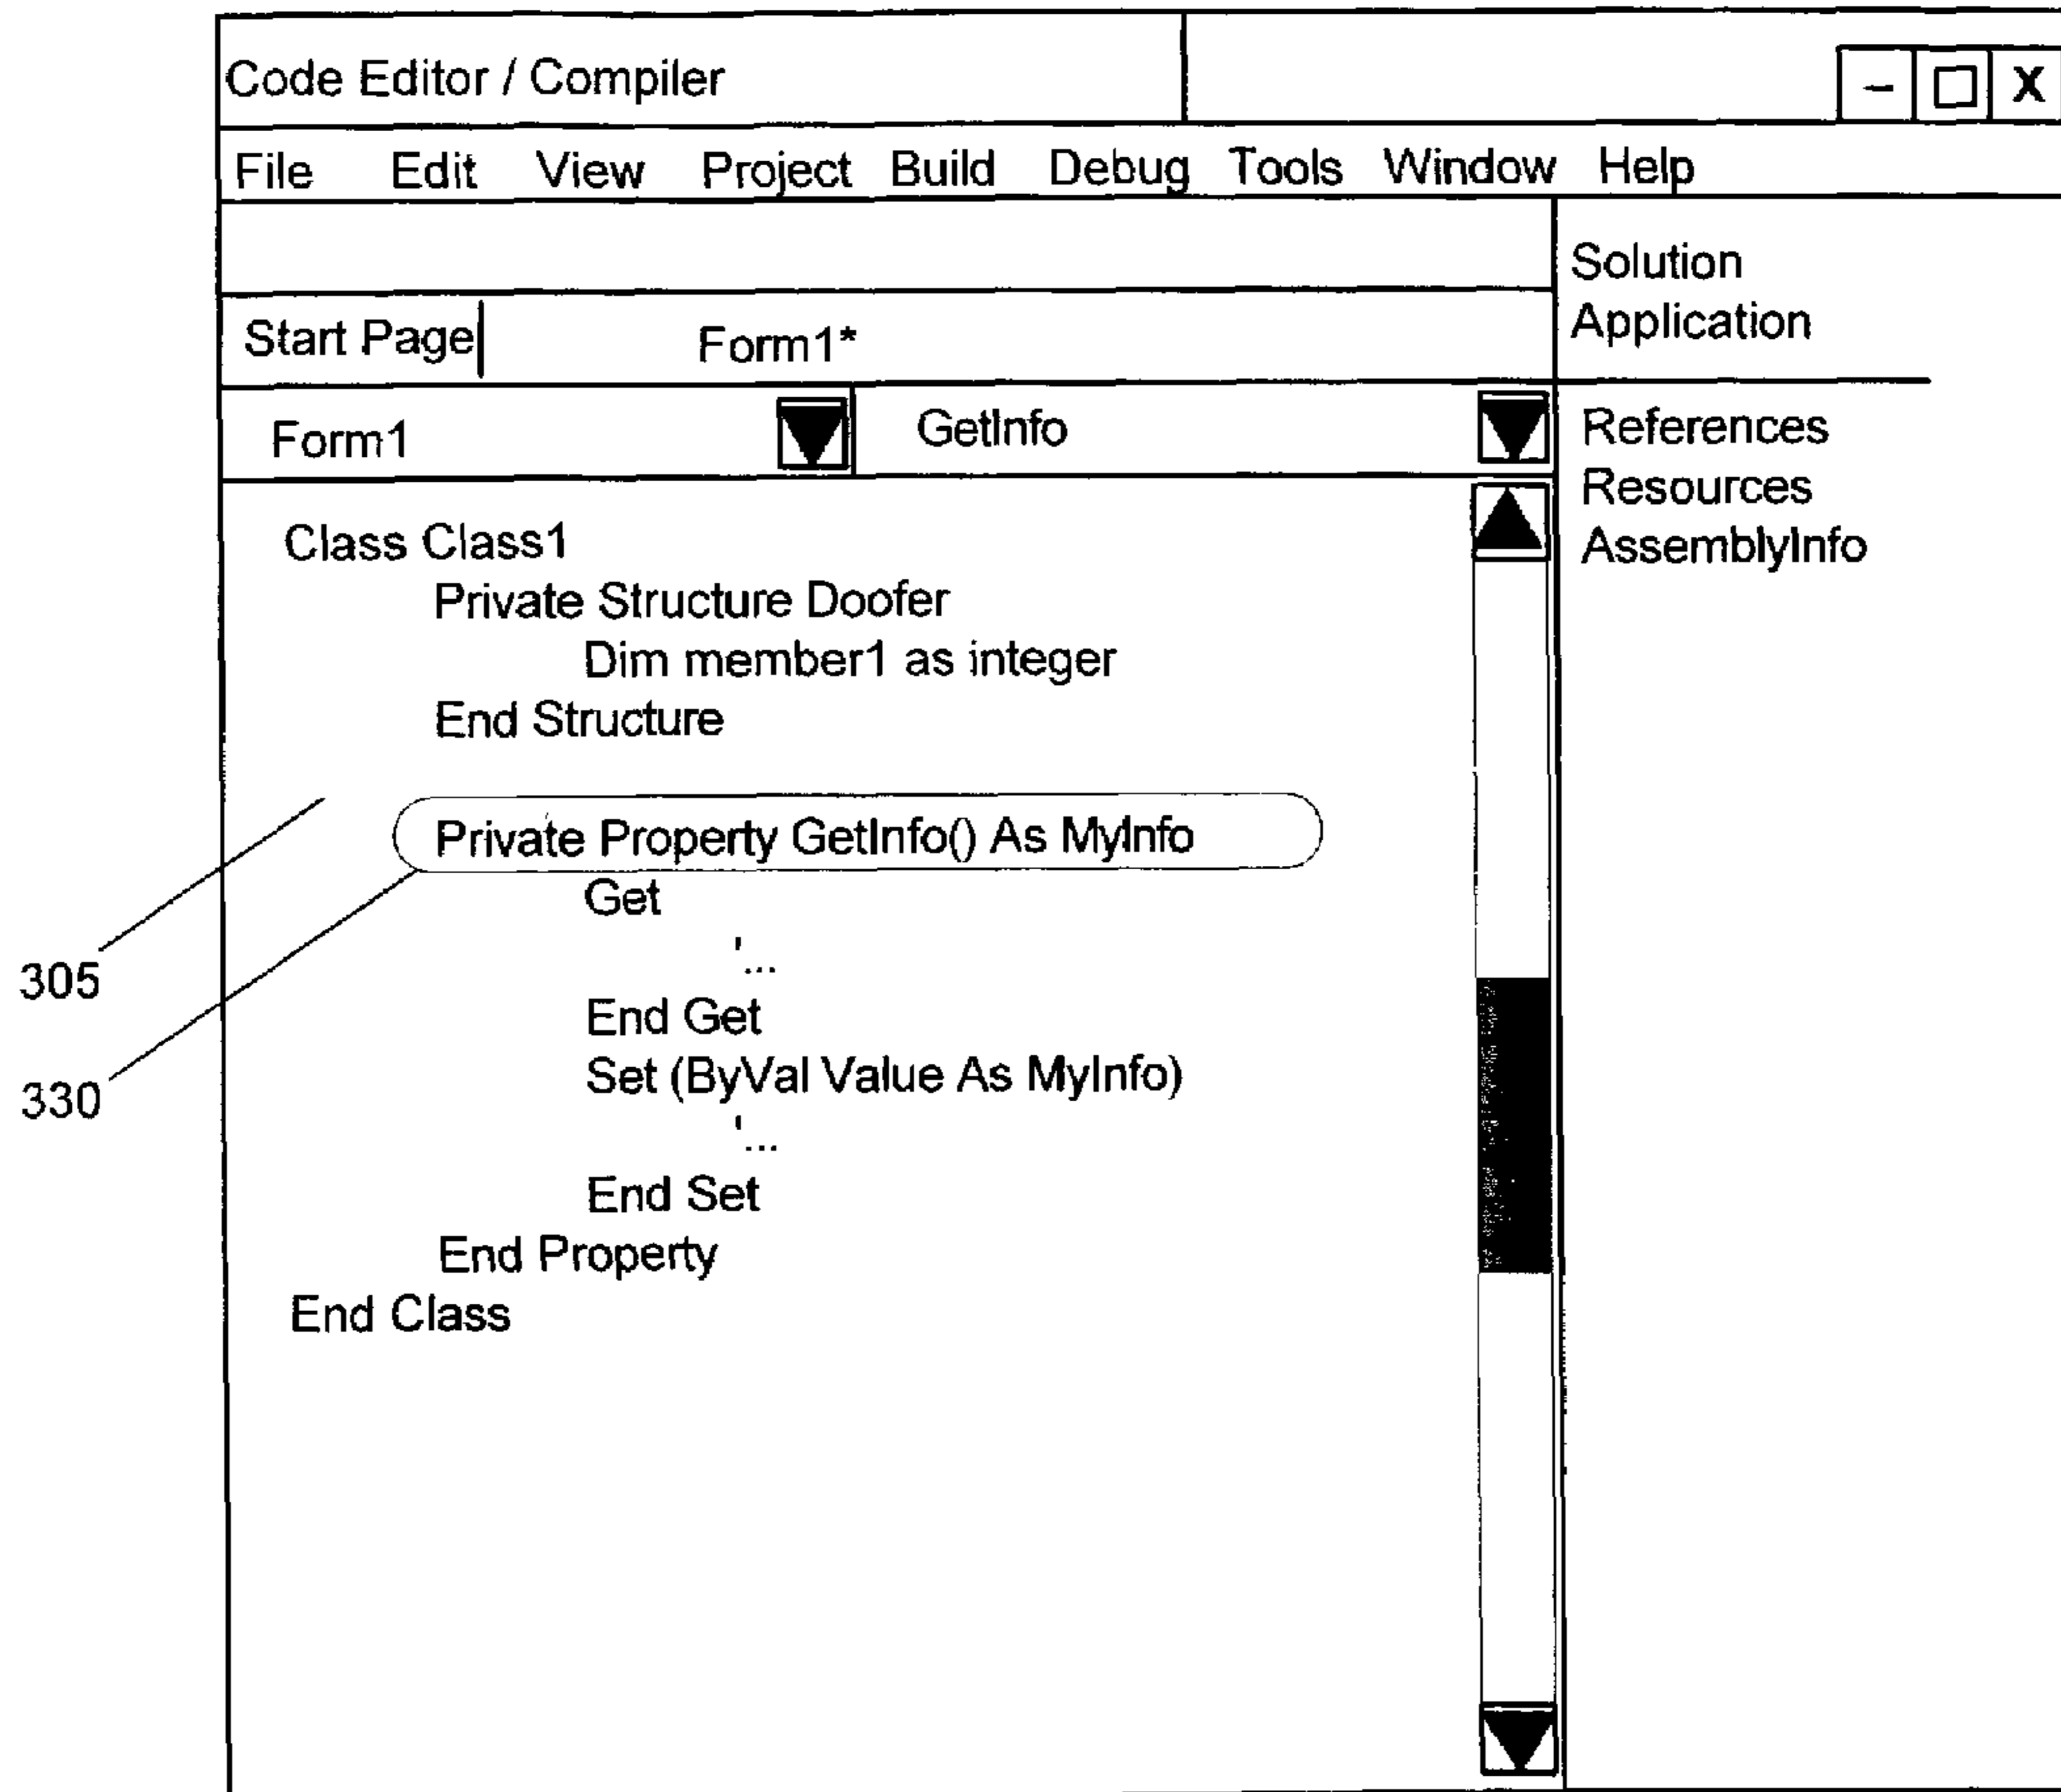 Code Editor / Compiler
- □ X
File Edit View Project Build Debug Tools Window Help
Solution
Application
Start Page Form1*
Form1 GetInfo
References
Resources
AssemblyInfo
Class Class1
Private Structure Doofer
Dim member1 as integer
End Structure
Private Property GetInfo() As MyInfo
Get
'...
End Get
Set (ByVal Value As MyInfo)
'...
End Set
End Property
End Class
305
330